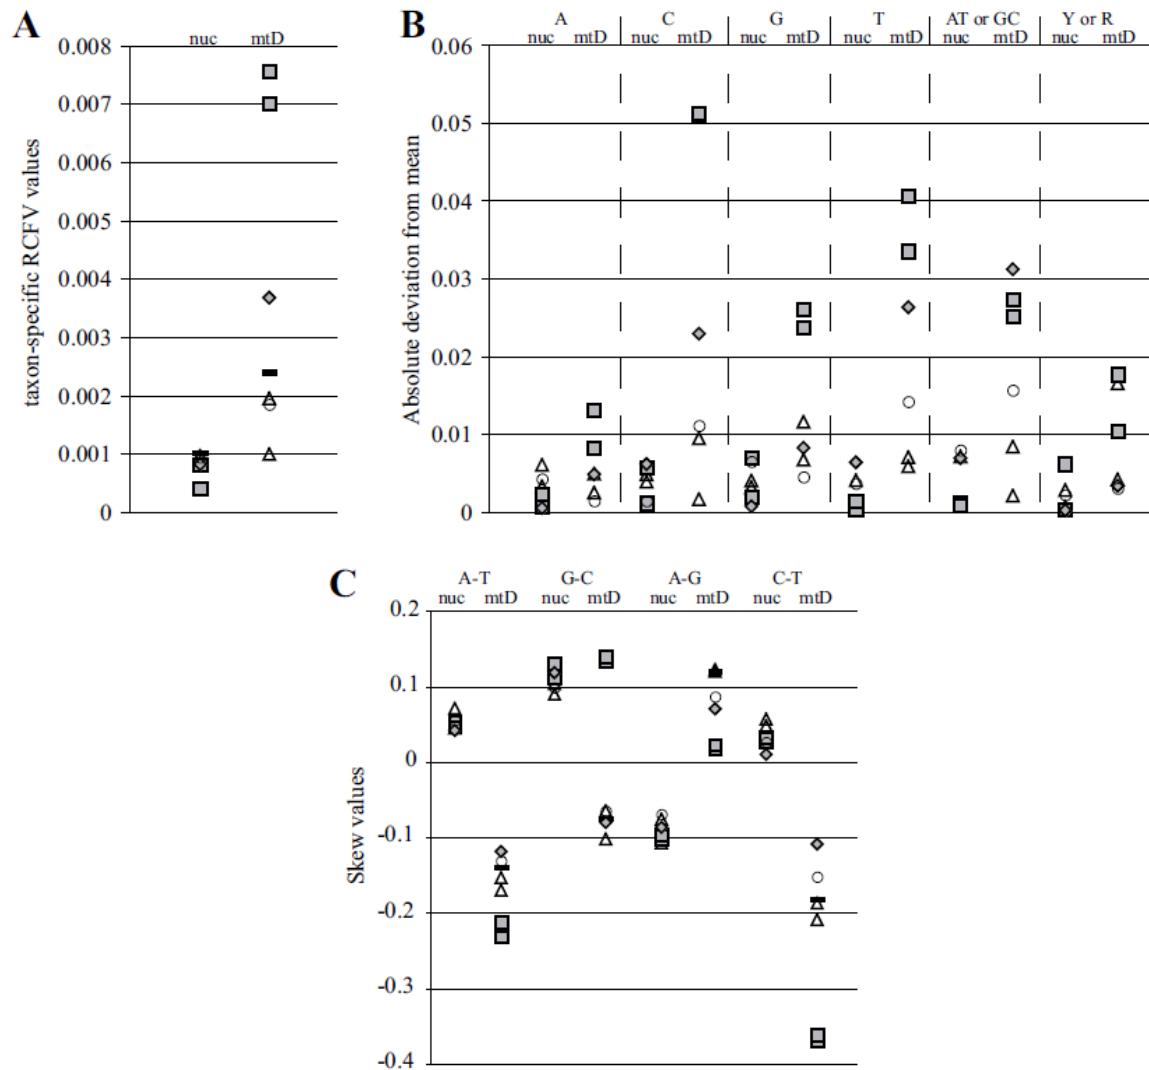 A
nuc mtD
0.008
0.007
0.006
0.005
0.004
0.003
0.002
0.001
0
taxon-specific RCFV values
B
A C G T AT or GC Y or R
nuc mtD nuc mtD nuc mtD nuc mtD nuc mtD nuc mtD
0.06
0.05
0.04
0.03
0.02
0.01
0
Absolute deviation from mean
C
A-T G-C A-G C-T
nuc mtD nuc mtD nuc mtD nuc mtD
0.2
0.1
0
-0.1
-0.2
-0.3
-0.4
Skew values